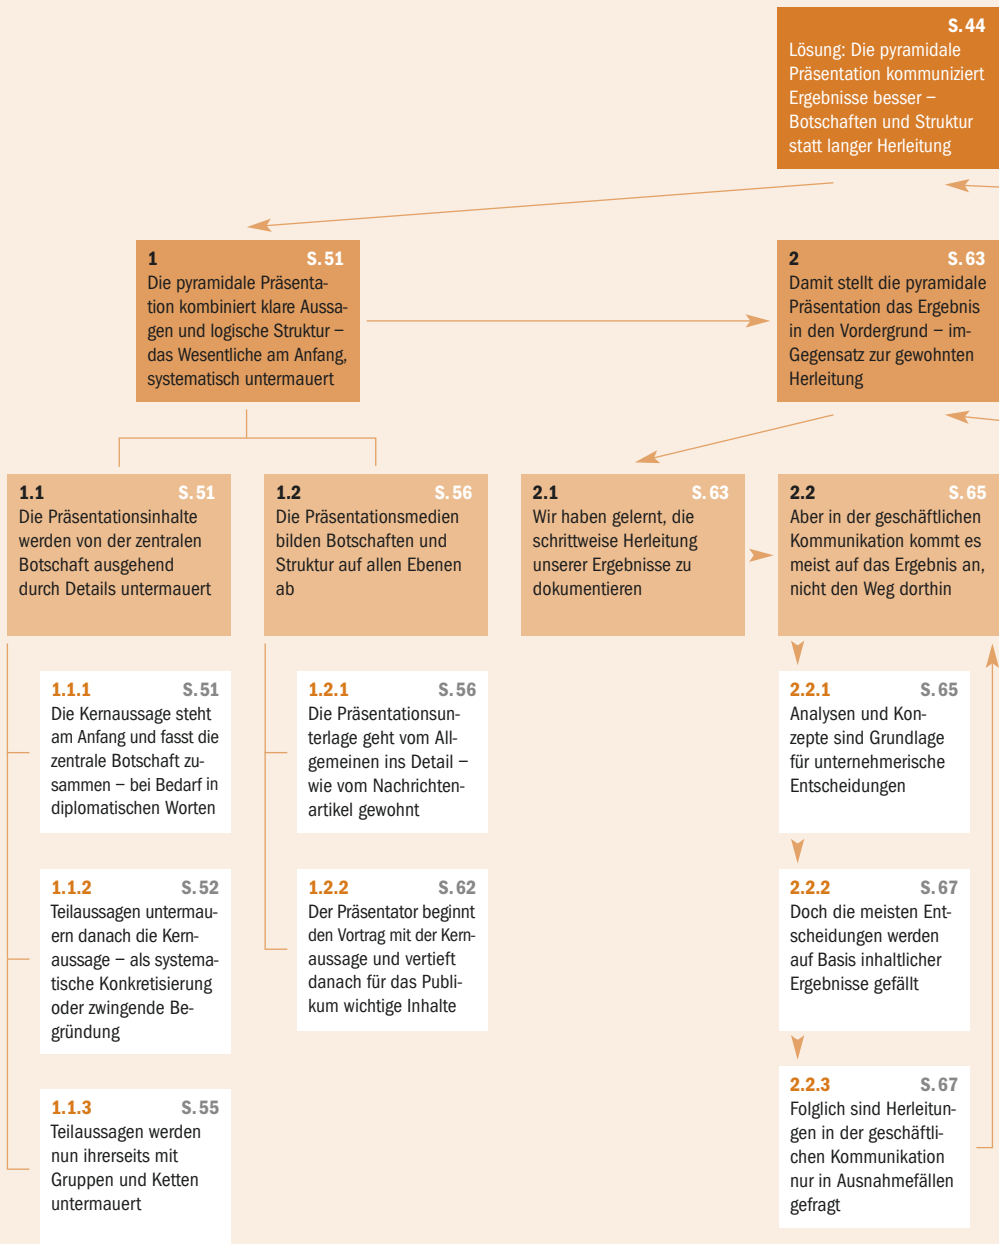 S.44
Lösung: Die pyramidale
Präsentation kommuniziert
Ergebnisse besser –
Botschaften und Struktur
statt langer Herleitung
1 S.51
Die pyramidale Präsenta-
tion kombiniert klare Aussa-
gen und logische Struktur –
das Wesentliche am Anfang,
systematisch untermauert
2 S.63
Damit stellt die pyramidale
Präsentation das Ergebnis
in den Vordergrund – im-
Gegensatz zur gewohnten
Herleitung
1.1 S.51
Die Präsentationsinhalte
werden von der zentralen
Botschaft ausgehend
durch Details untermauert
1.2 S.56
Die Präsentationsmedien
bilden Botschaften und
Struktur auf allen Ebenen
ab
2.1 S.63
Wir haben gelernt, die
schrittweise Herleitung
unserer Ergebnisse zu
dokumentieren
2.2 S.65
Aber in der geschäftlichen
Kommunikation kommt es
meist auf das Ergebnis an,
nicht den Weg dorthin
1.1.1 S.51
Die Kernaussage steht
am Anfang und fasst die
zentrale Botschaft zu-
sammen – bei Bedarf in
diplomatischen Worten
1.1.2 S.52
Teilaussagen untermau-
ern danach die Kern-
aussage – als systema-
tische Konkretisierung
oder zwingende Be-
gründung
1.1.3 S.55
Teilaussagen werden
nun ihrerseits mit
Gruppen und Ketten
untermauert
1.2.1 S.56
Die Präsentationsun-
terlage geht vom All-
gemeinen ins Detail –
wie vom Nachrichten-
artikel gewohnt
1.2.2 S.62
Der Präsentator beginnt
den Vortrag mit der Kern-
aussage und vertieft
danach für das Publi-
kum wichtige Inhalte
2.2.1 S.65
Analysen und Kon-
zepte sind Grundlage
für unternehmerische
Entscheidungen
2.2.2 S.67
Doch die meisten Ent-
scheidungen werden
auf Basis inhaltlicher
Ergebnisse gefällt
2.2.3 S.67
Folglich sind Herleitun-
gen in der geschäftli-
chen Kommunikation
nur in Ausnahmefällen
gefragt